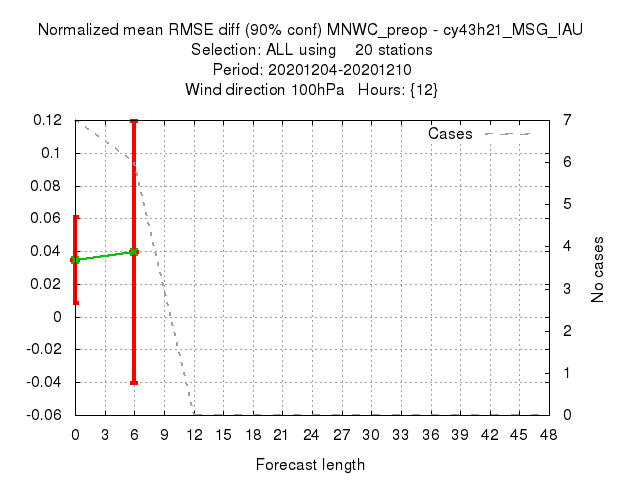 Normalized mean RMSE diff (90% conf) MNWC_preop - cy43h21_MSG_IAU
Selection: ALL using    20 stations
Period: 20201204-20201210
Wind direction 100hPa   Hours: {12}
Cases
0.12
0.1
0.08
0.06
0.04
0.02
0
-0.02
-0.04
-0.06
7
6
5
4
3
2
1
0
No cases
0 3 6 9 12 15 18 21 24 27 30 33 36 39 42 45 48
Forecast length